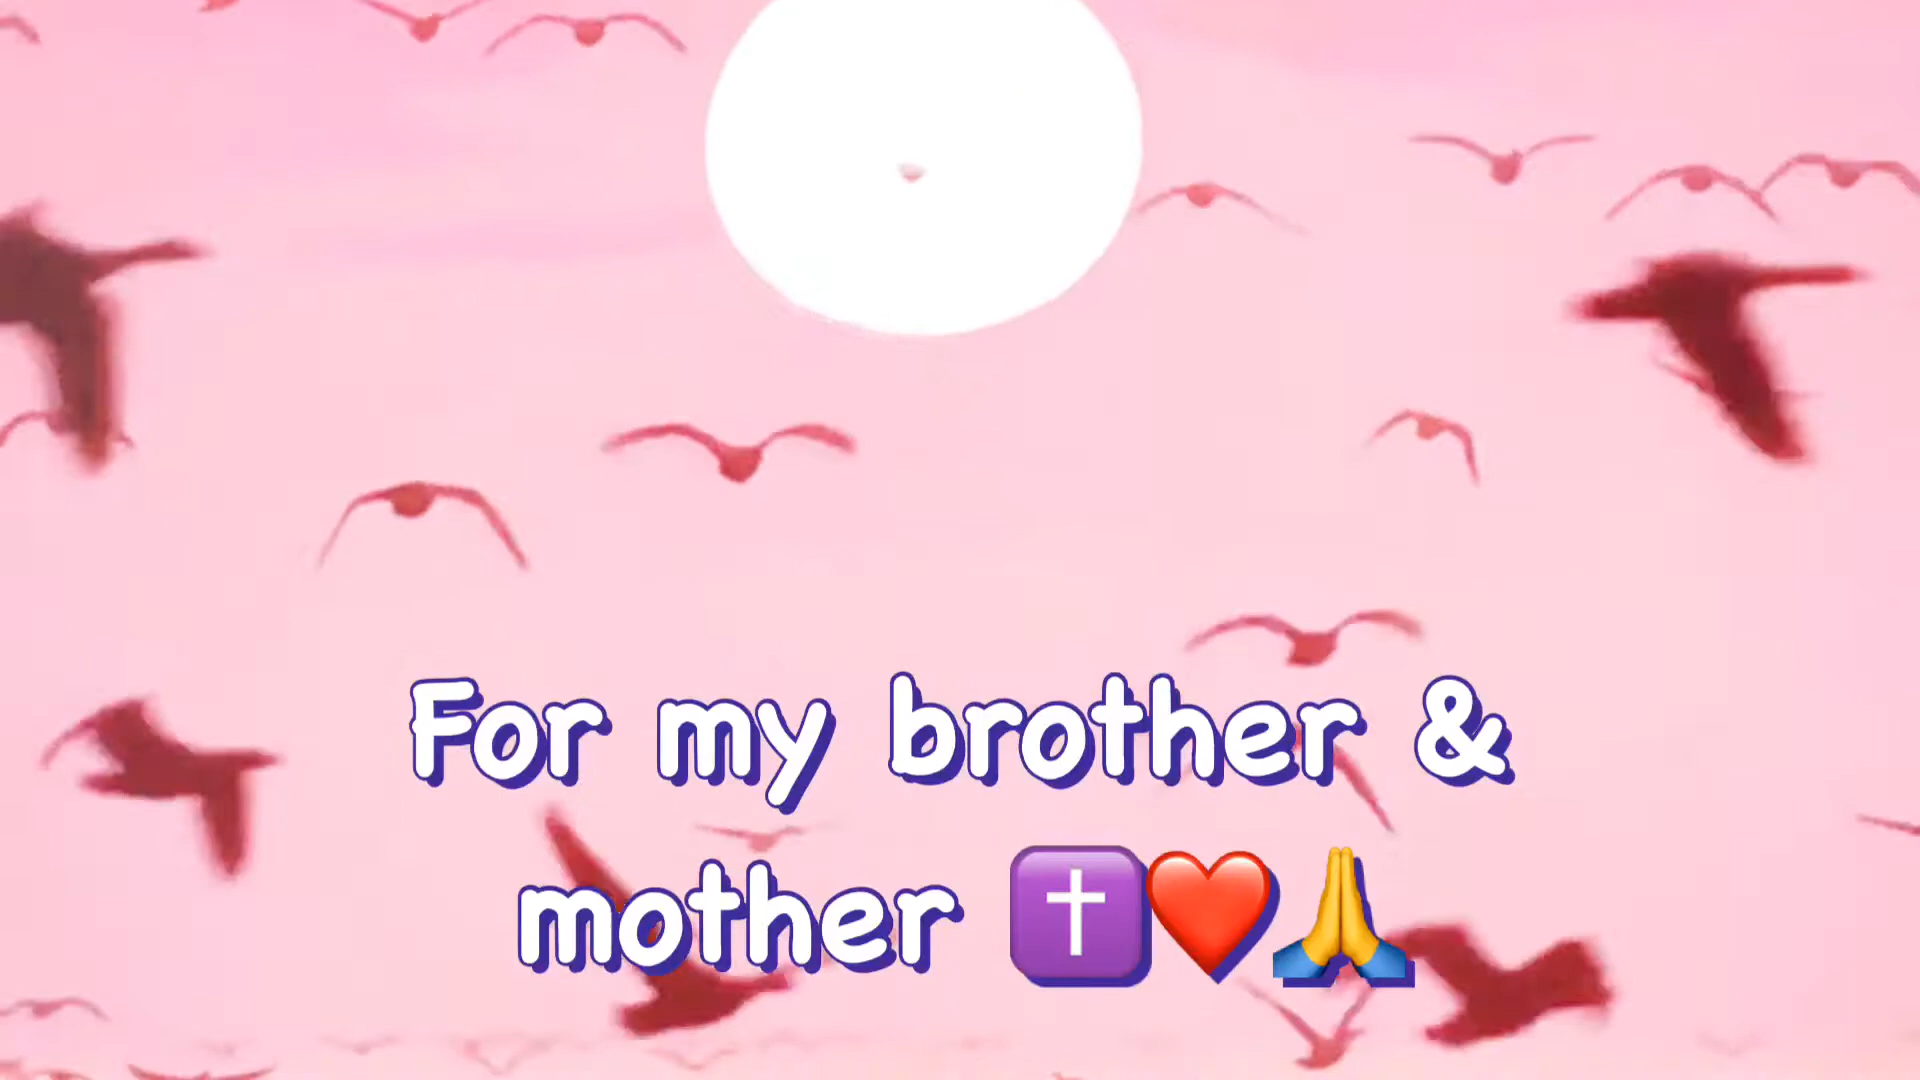 For my brother &
mother ✝️❤️🙏